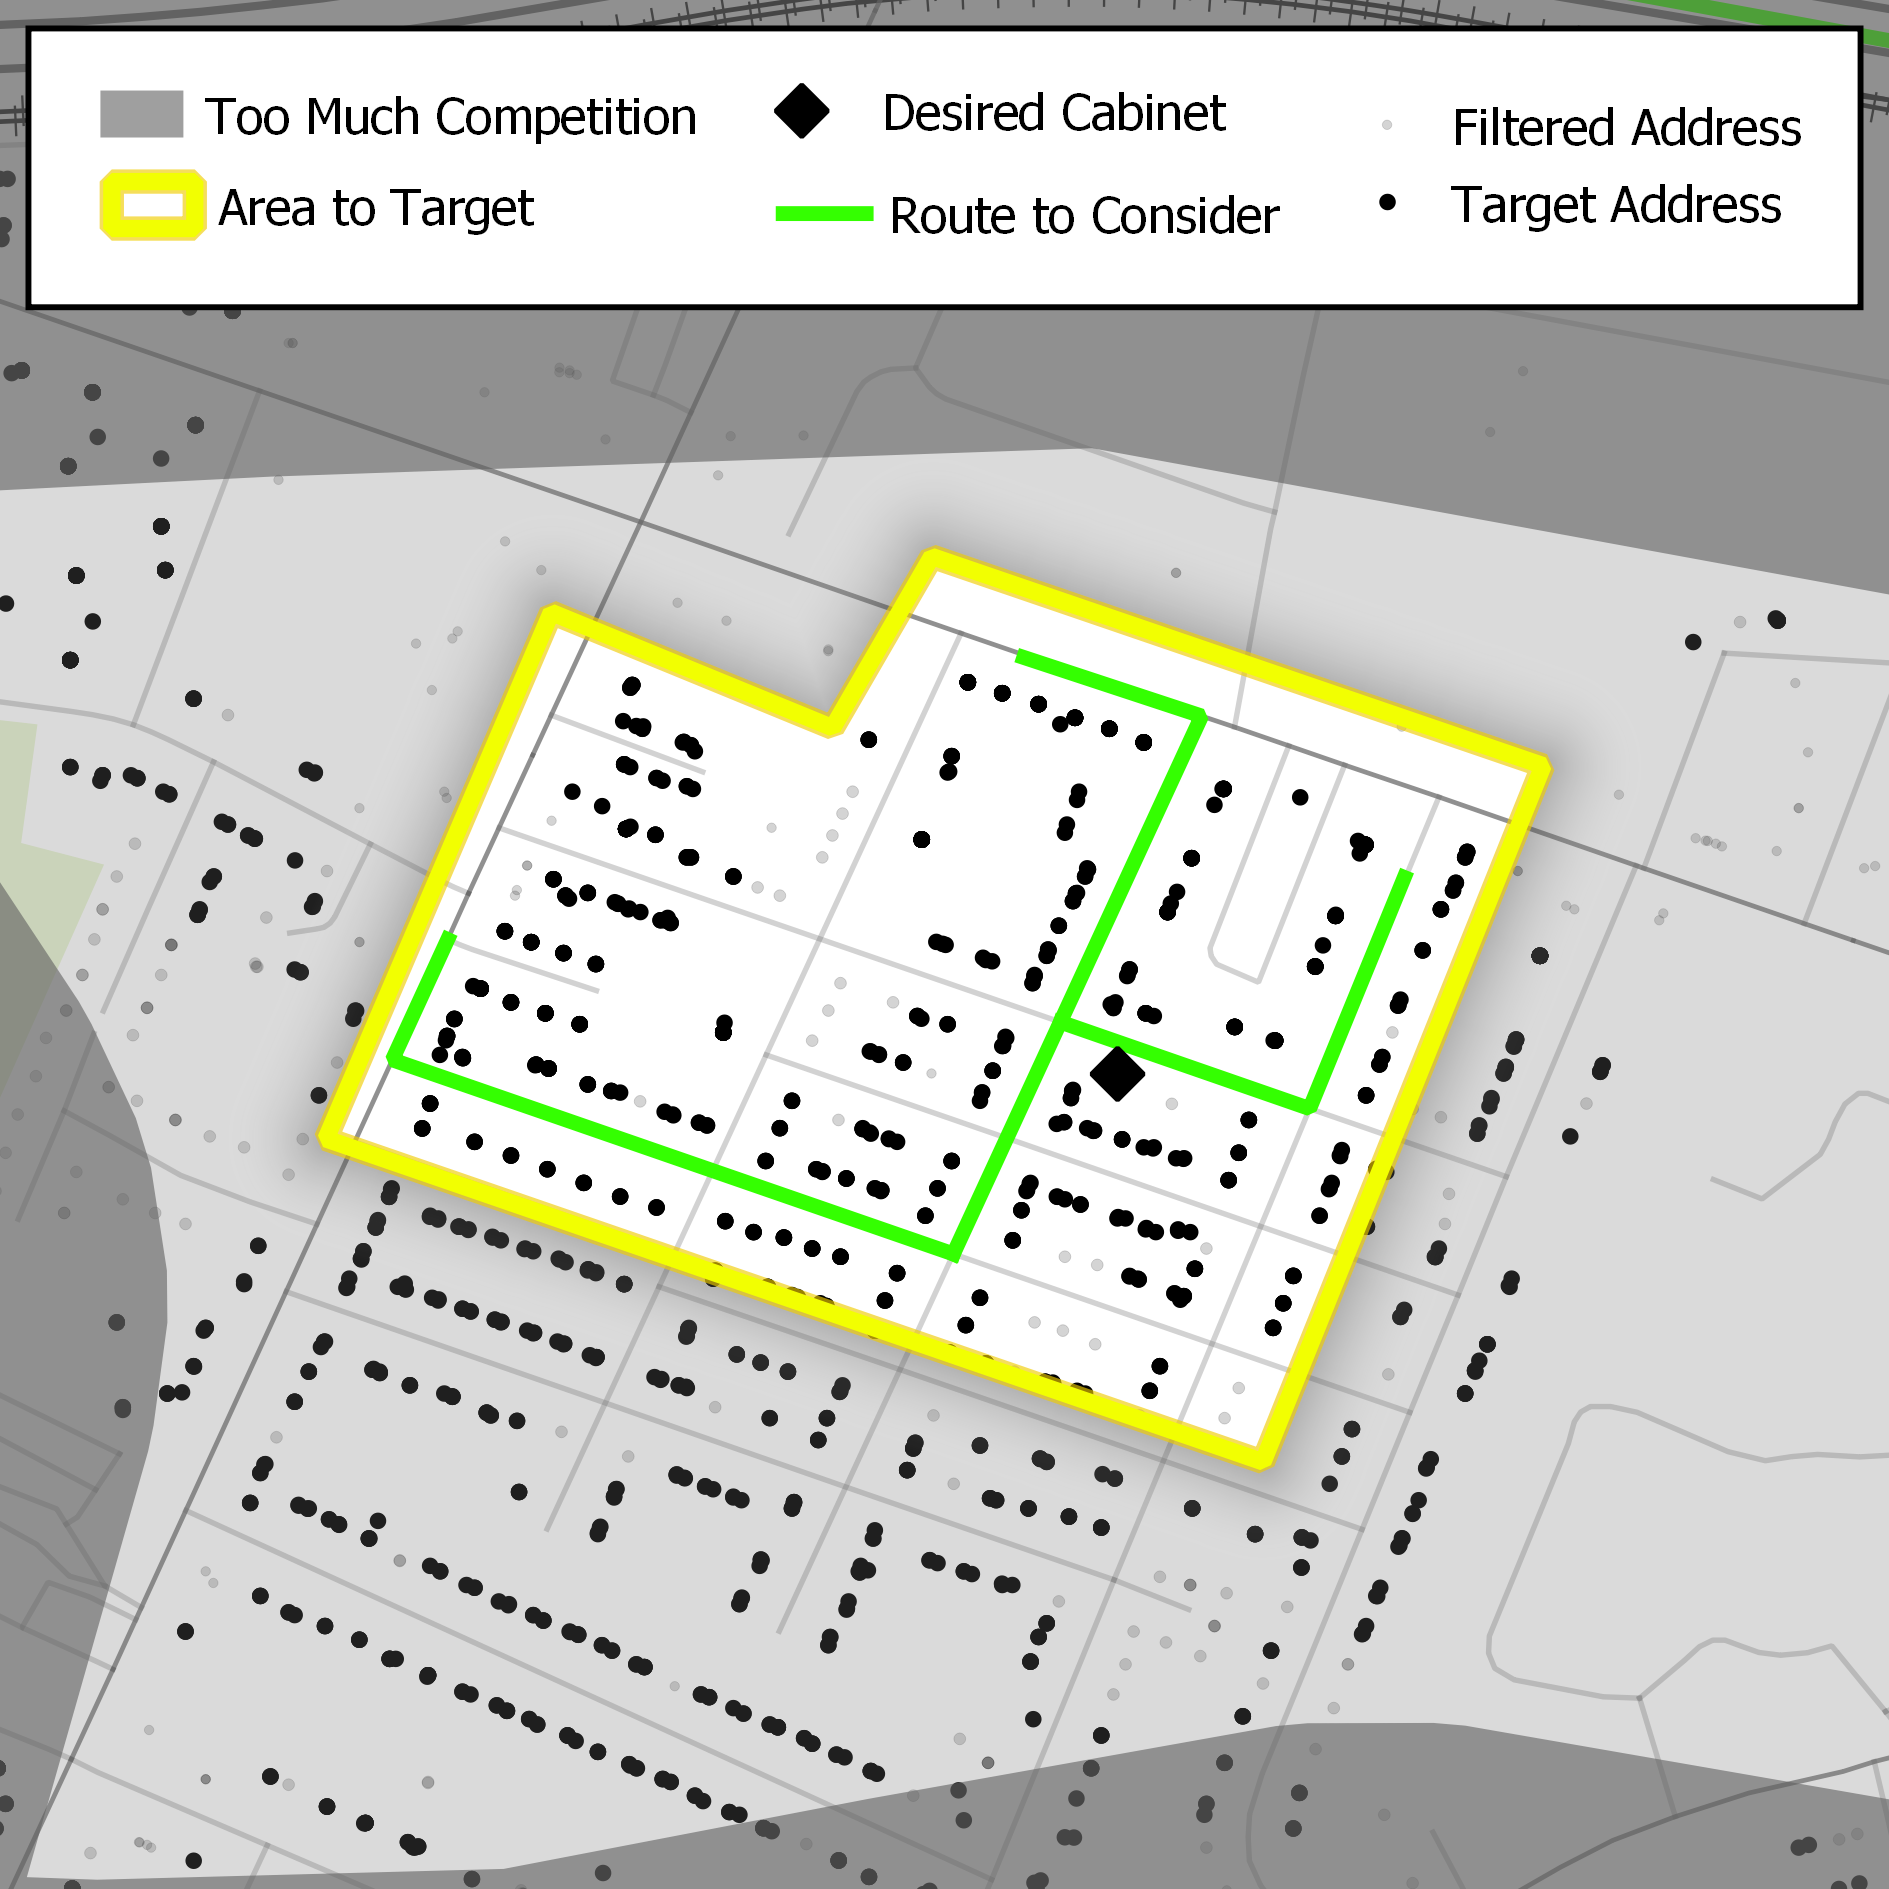 Too Much Competition
Area to Target
Desired Cabinet
Route to Consider
Filtered Address
Target Address